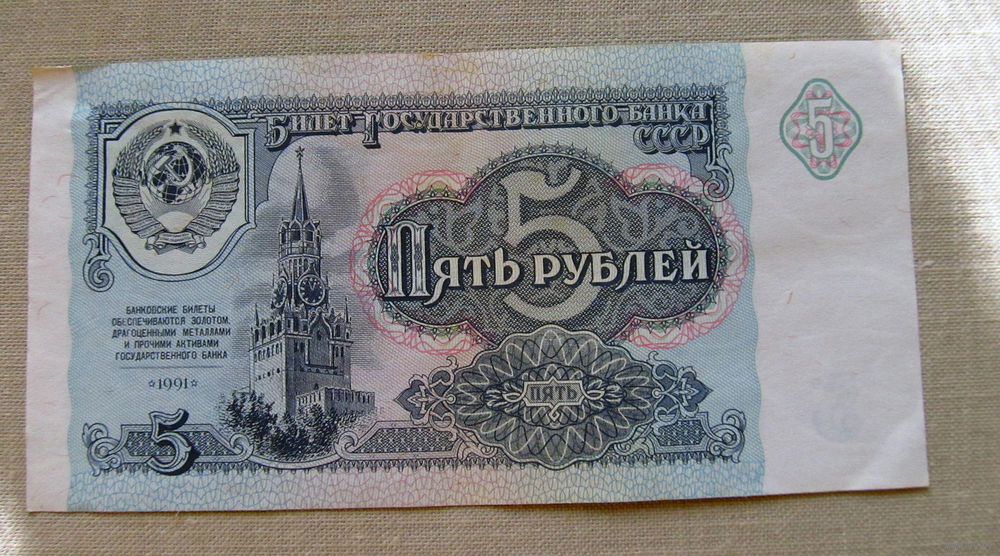 Билет Государственного Банка
СССР
5
5
Пять рублей
БАНКОВСКИЕ БИЛЕТЫ
ОБЕСПЕЧИВАЮТСЯ ЗОЛОТОМ,
ДРАГОЦЕННЫМИ МЕТАЛЛАМИ
И ПРОЧИМИ АКТИВАМИ
ГОСУДАРСТВЕННОГО БАНКА
1991
ПЯТЬ
5